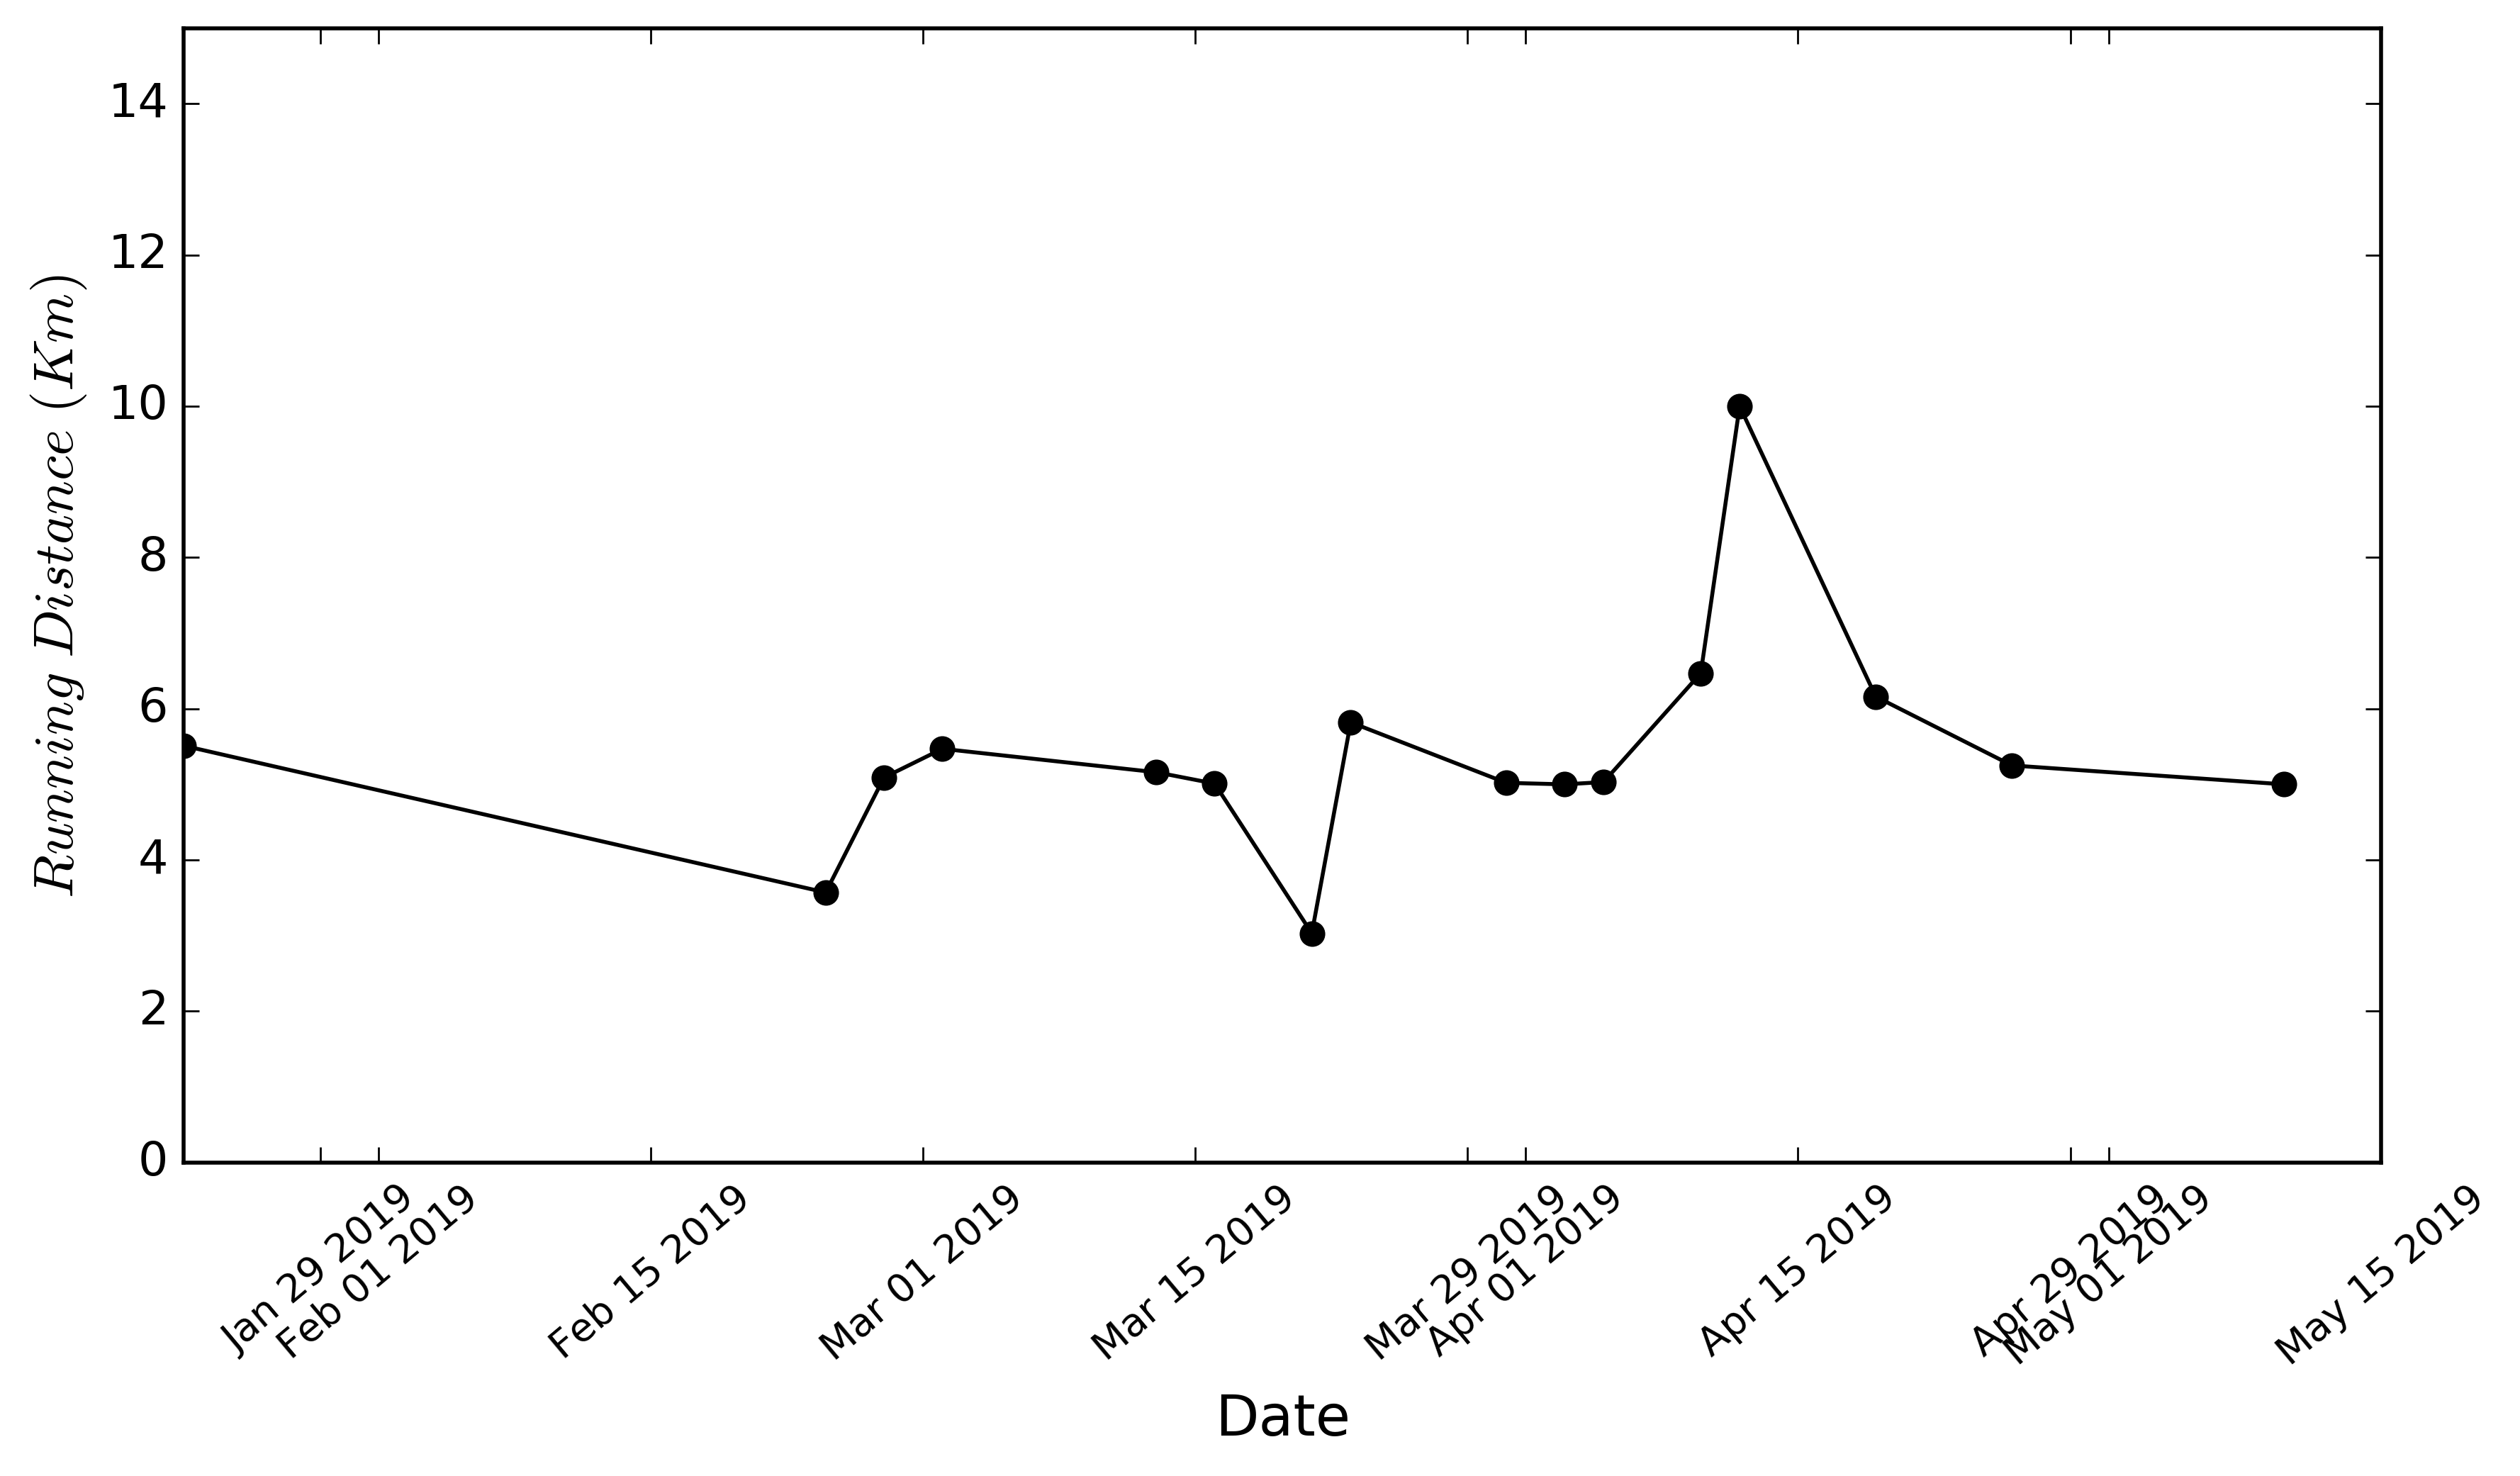 Running Distance (Km)
14
12
10
8
6
4
2
0
Jan 29 2019
Feb 01 2019
Feb 15 2019
Mar 01 2019
Mar 15 2019
Mar 29 2019
Apr 01 2019
Apr 15 2019
Apr 29 2019
May 01 2019
May 15 2019
Date